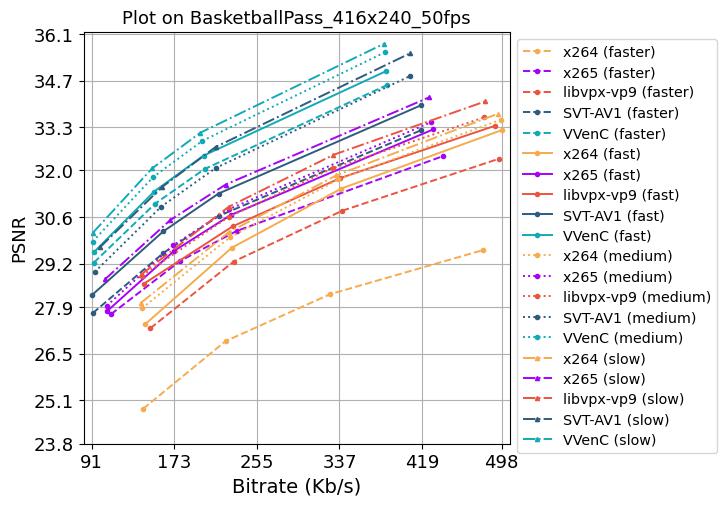 Plot on BasketballPass_416x240_50fps
36.1
34.7
33.3
32.0
30.6
29.2
27.9
26.5
25.1
23.8
PSNR
91 173 255 337 419 498
Bitrate (Kb/s)
x264 (faster)
x265 (faster)
libvpx-vp9 (faster)
SVT-AV1 (faster)
VVenC (faster)
x264 (fast)
x265 (fast)
libvpx-vp9 (fast)
SVT-AV1 (fast)
VVenC (fast)
x264 (medium)
x265 (medium)
libvpx-vp9 (medium)
SVT-AV1 (medium)
VVenC (medium)
x264 (slow)
x265 (slow)
libvpx-vp9 (slow)
SVT-AV1 (slow)
VVenC (slow)